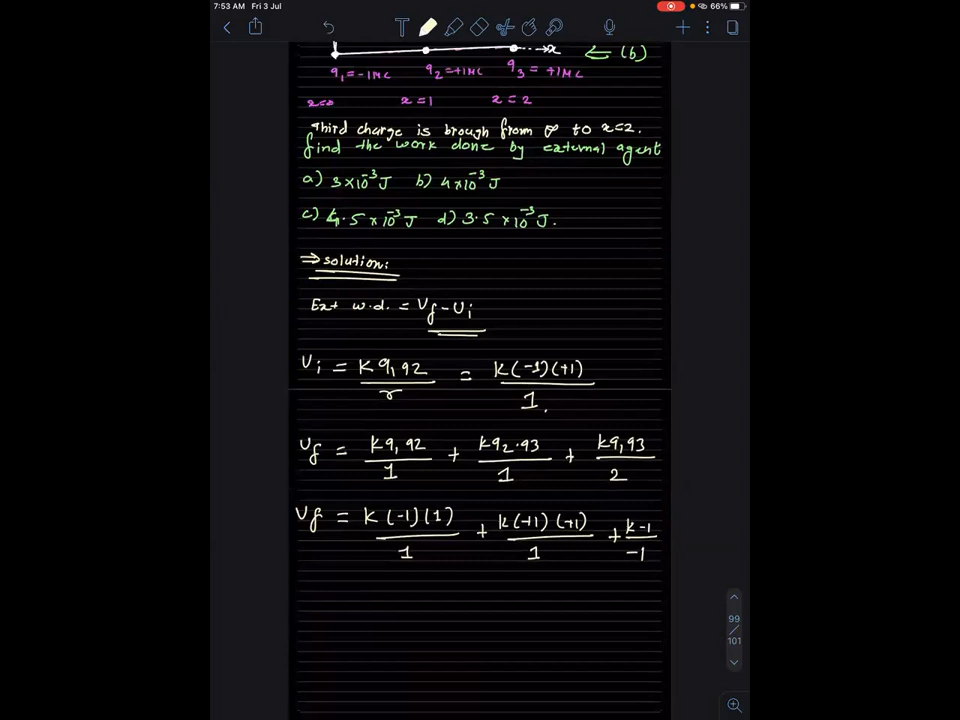 7:53 AM Fri 3 Jul 66%
x ⇐ (b)
q1 = -1μC q2 = +1μC q3 = +1μC
x=0 x = 1 x = 2
Third charge is brough from ∞ to x=2.
find the work done by external agent
a) 3×10⁻³ J b) 4×10⁻³ J
c) 4.5 ×10⁻³ J d) 3.5 ×10⁻³ J.
⇒ solution:
Ext w.d. = Uf - Ui
Ui = Kq1q2/r = K(-1)(+1)/1.
Uf = Kq1q2/1 + Kq2·q3/1 + Kq1q3/2
Uf = K(-1)(1)/1 + K(+1)(+1)/1 + K-1/-1
99
/
101